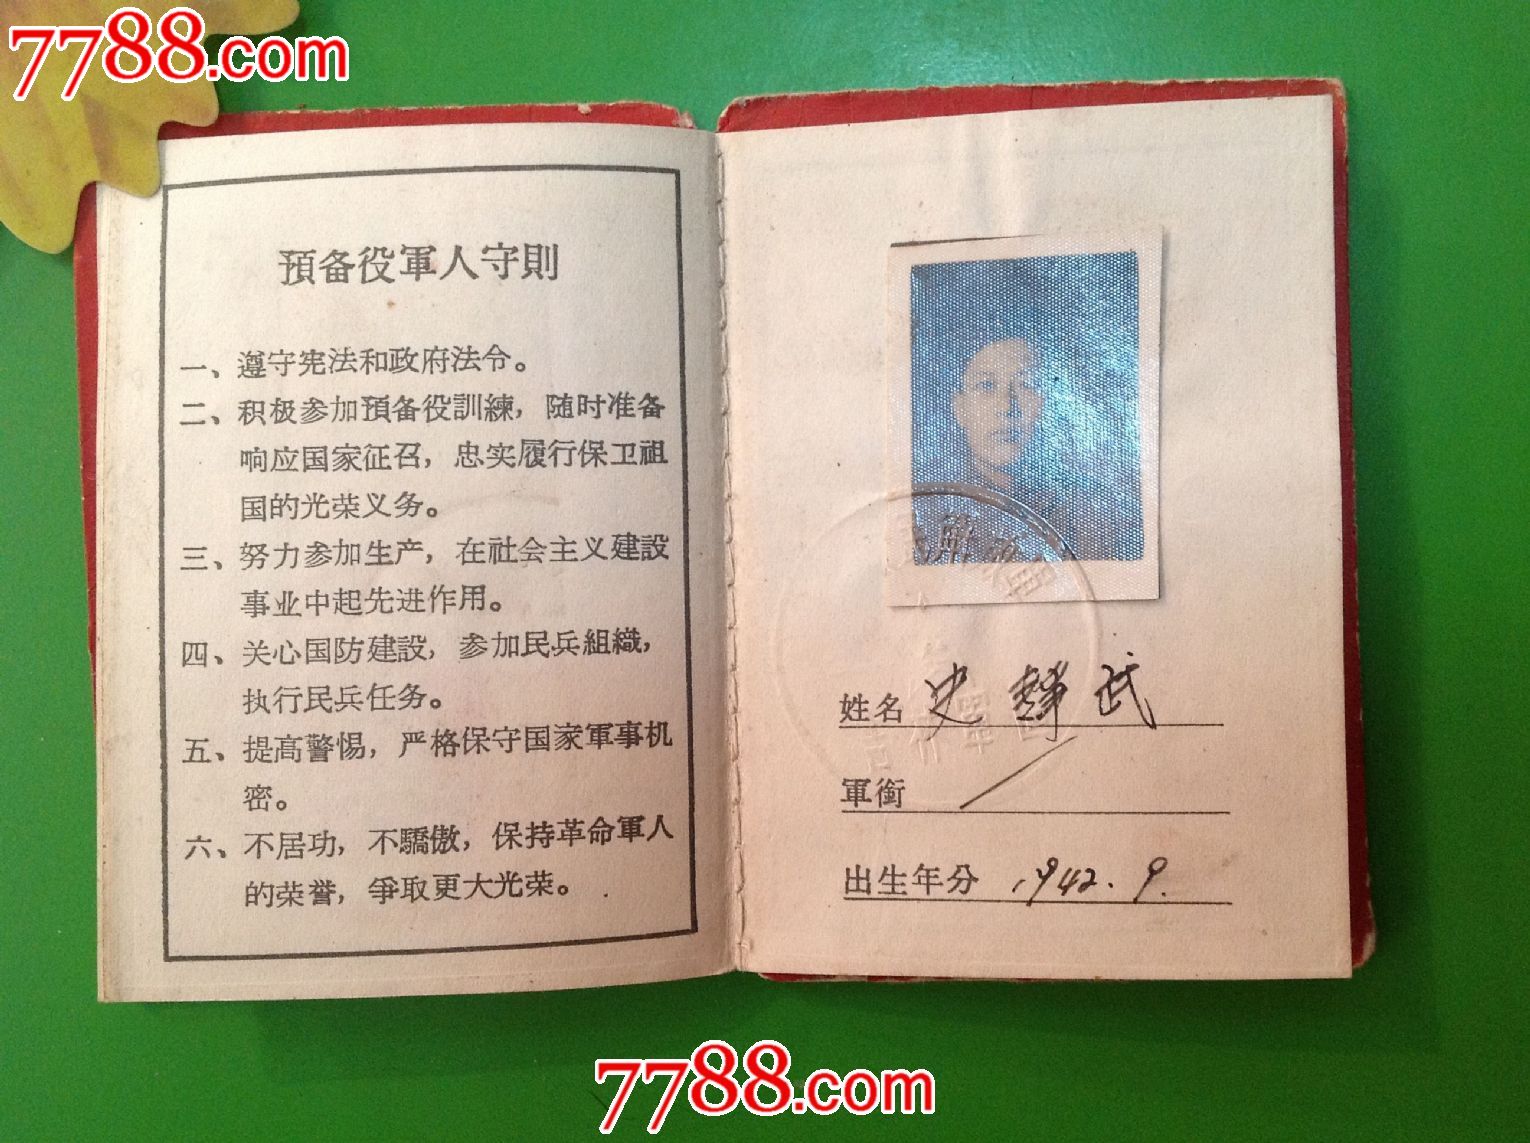 7788.com
預备役軍人守則
一、遵守宪法和政府法令。
二、积极参加預备役訓練，随时准备
响应国家征召，忠实履行保卫祖
国的光荣义务。
三、努力参加生产，在社会主义建設
事业中起先进作用。
四、关心国防建設，参加民兵組織，
执行民兵任务。
五、提高警惕，严格保守国家軍事机
密。
六、不居功，不驕傲，保持革命軍人
的荣誉，爭取更大光荣。
姓名 史靜武
軍銜
出生年分 1942.9.
7788.com